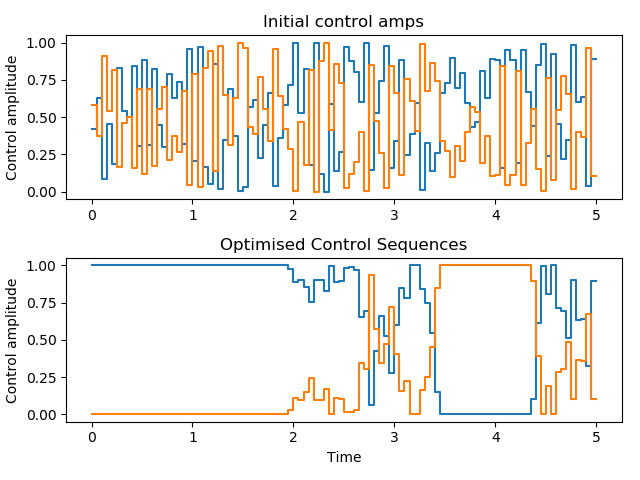 Initial control amps
Control amplitude
1.00
0.75
0.50
0.25
0.00
0 1 2 3 4 5
Optimised Control Sequences
Control amplitude
1.00
0.75
0.50
0.25
0.00
0 1 2 3 4 5
Time